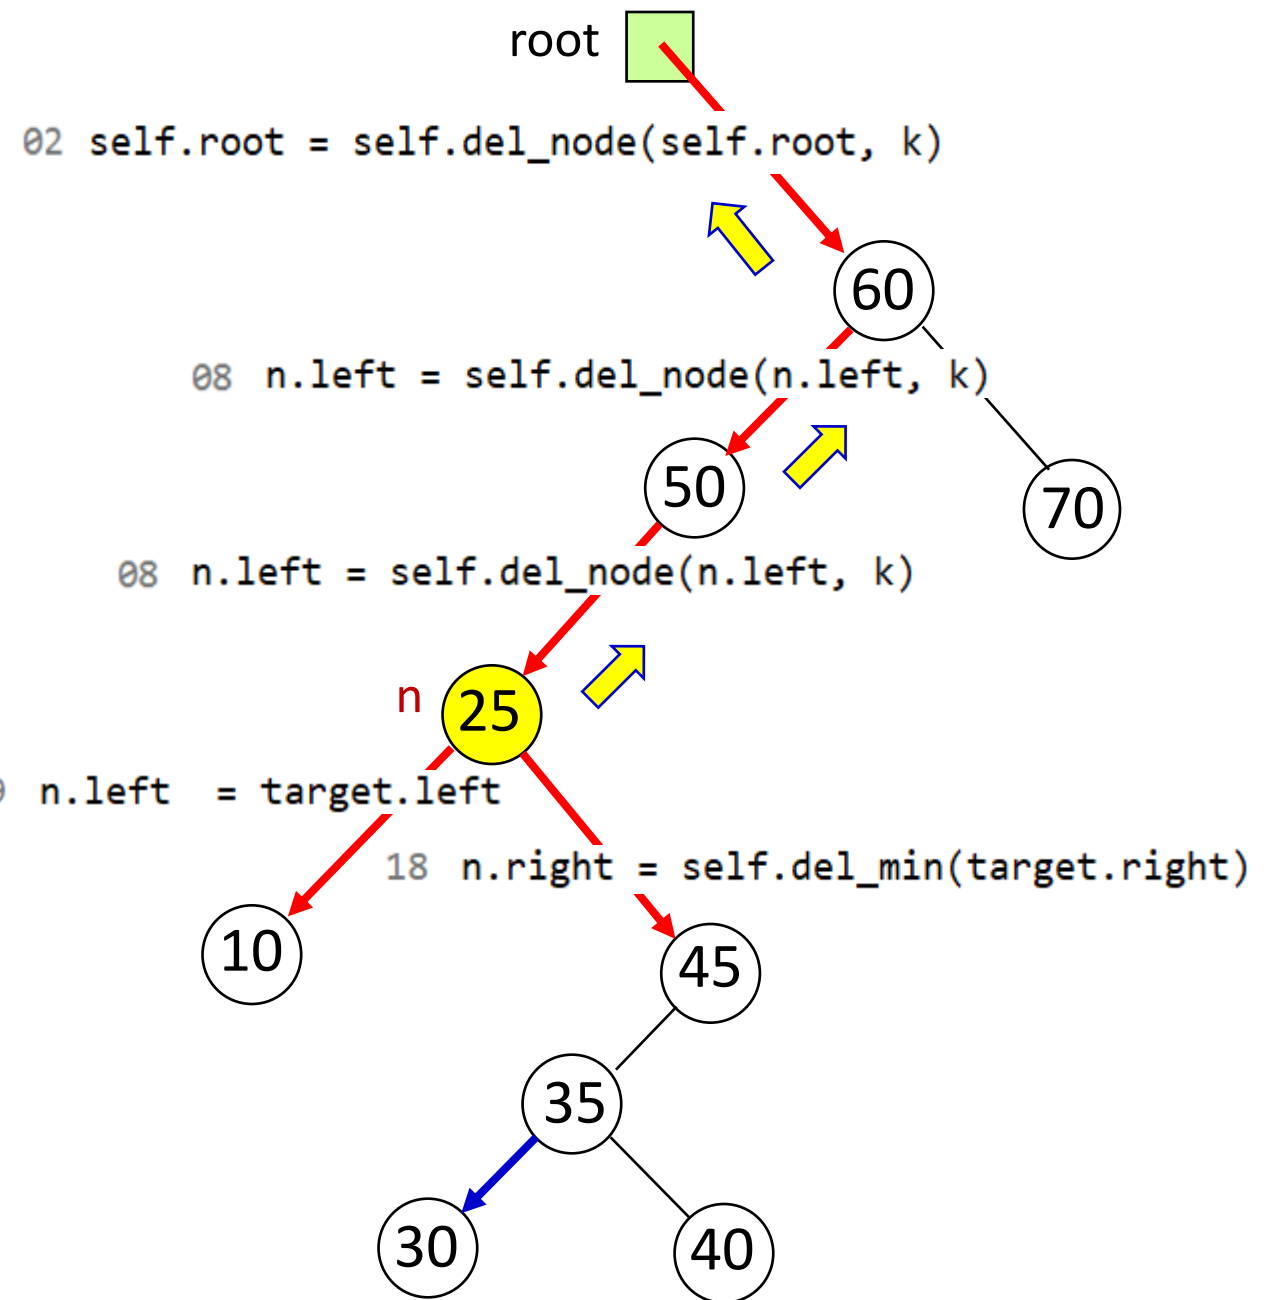 root
02 self.root = self.del_node(self.root, k)
60
08 n.left = self.del_node(n.left, k)
50
70
08 n.left = self.del_node(n.left, k)
n
25
9 n.left  = target.left
18 n.right = self.del_min(target.right)
10
45
35
30
40